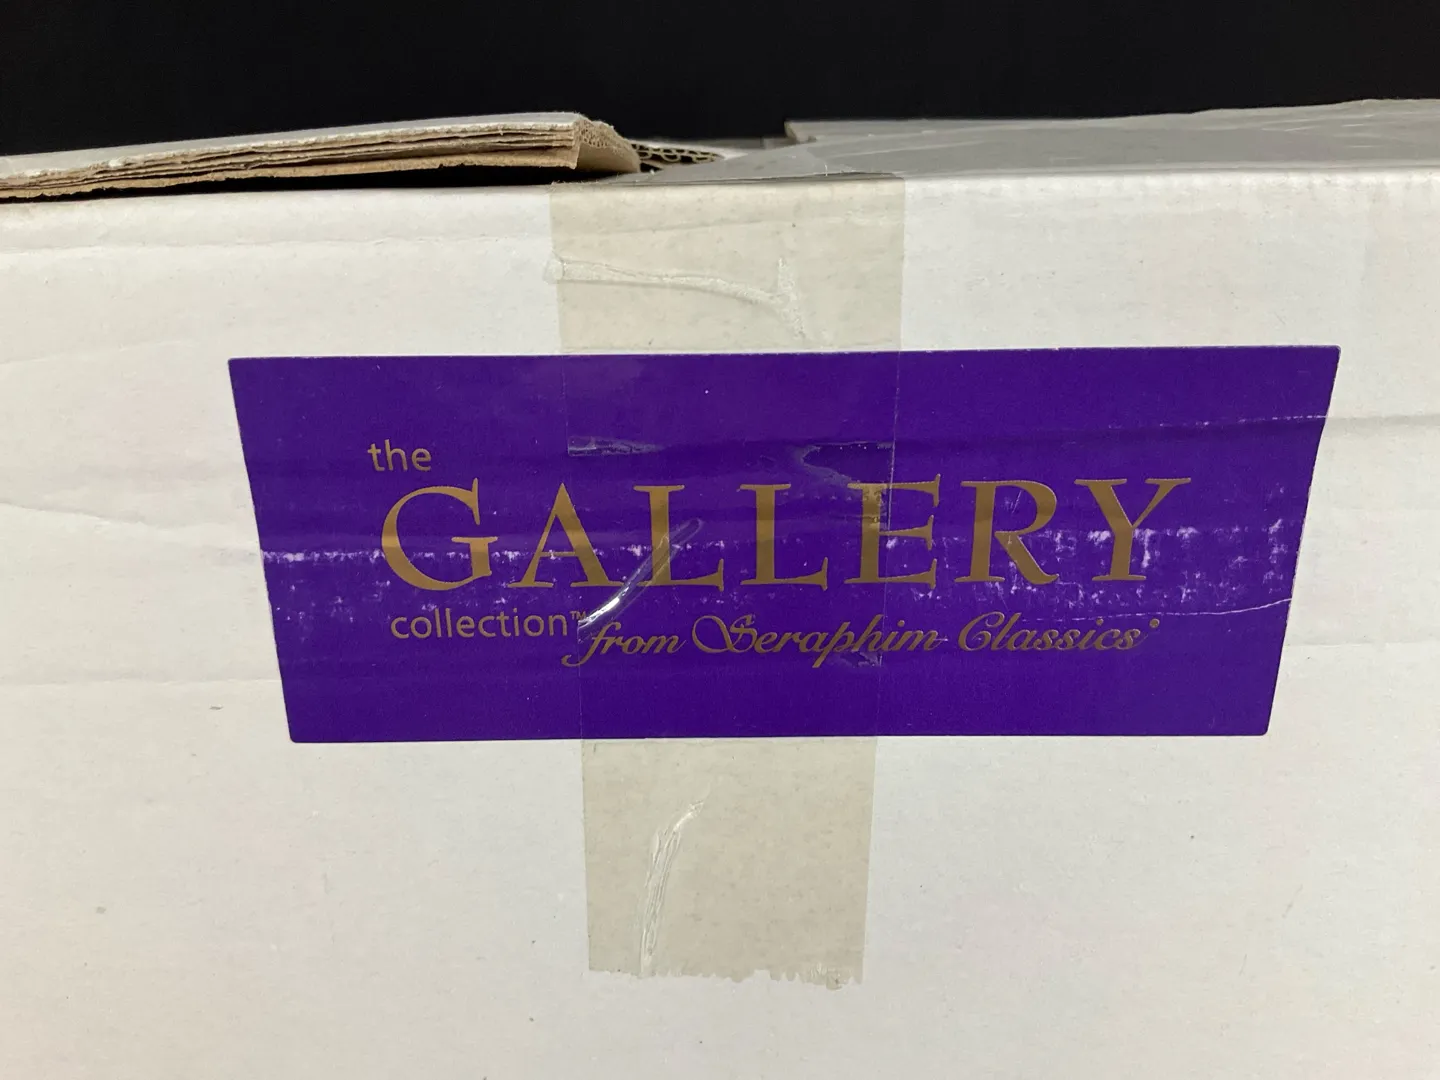 the
GALLERY
collection™ from Seraphim Classics®